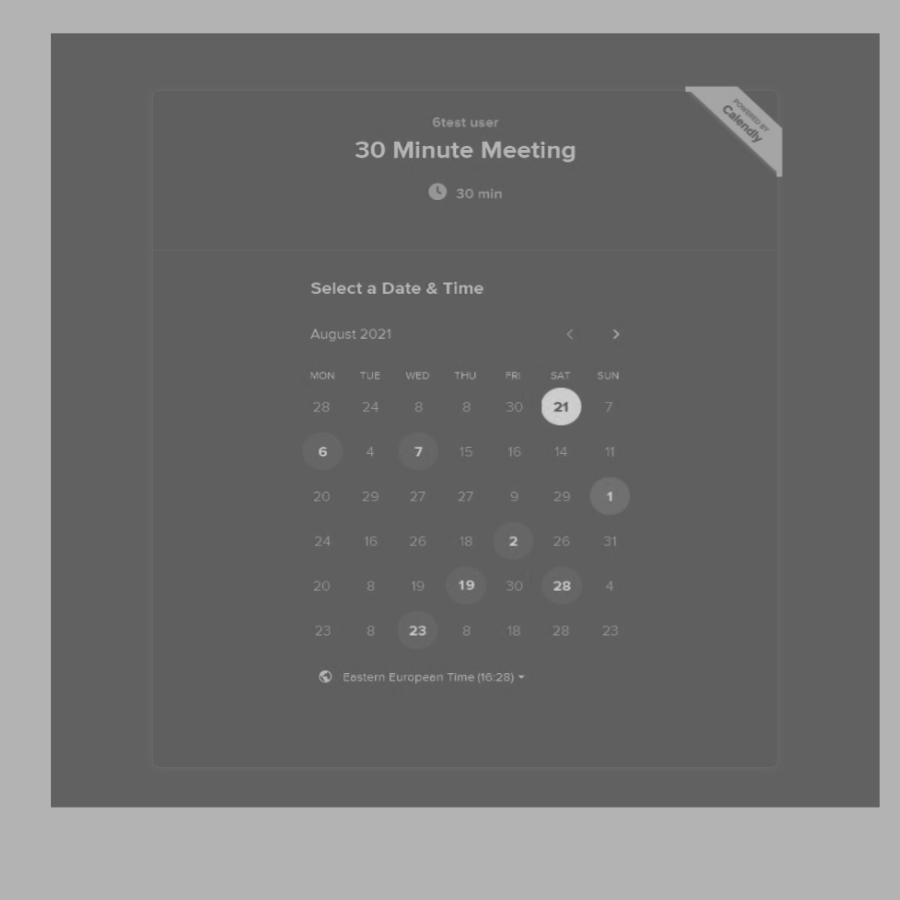 POWERED BY
Calendly
6test user
30 Minute Meeting
30 min
Select a Date & Time
August 2021
MON TUE WED THU FRI SAT SUN
28 24 8 8 30 21 7
6 4 7 15 16 14 11
20 29 27 27 9 29 1
24 16 26 18 2 26 31
20 8 19 19 30 28 4
23 8 23 8 18 28 23
Eastern European Time (16:28)